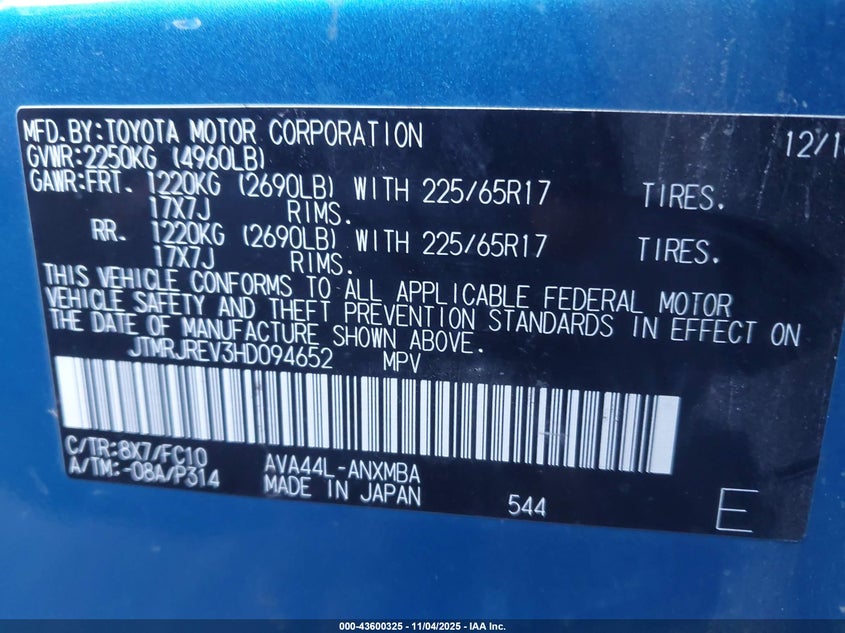 MFD.BY:TOYOTA MOTOR CORPORATION 12/1
GVWR:2250KG (4960LB)
GAWR:FRT. 1220KG (2690LB) WITH 225/65R17 TIRES.
17X7J RIMS.
RR. 1220KG (2690LB) WITH 225/65R17 TIRES.
17X7J RIMS.
THIS VEHICLE CONFORMS TO ALL APPLICABLE FEDERAL MOTOR
VEHICLE SAFETY AND THEFT PREVENTION STANDARDS IN EFFECT ON
THE DATE OF MANUFACTURE SHOWN ABOVE.
JTMRJREV3HD094652 MPV
C/TR:8X7/FC10 AVA44L-ANXMBA
A/TM:-08A/P314 MADE IN JAPAN 544 E
000-43600325 - 11/04/2025 - IAA Inc.